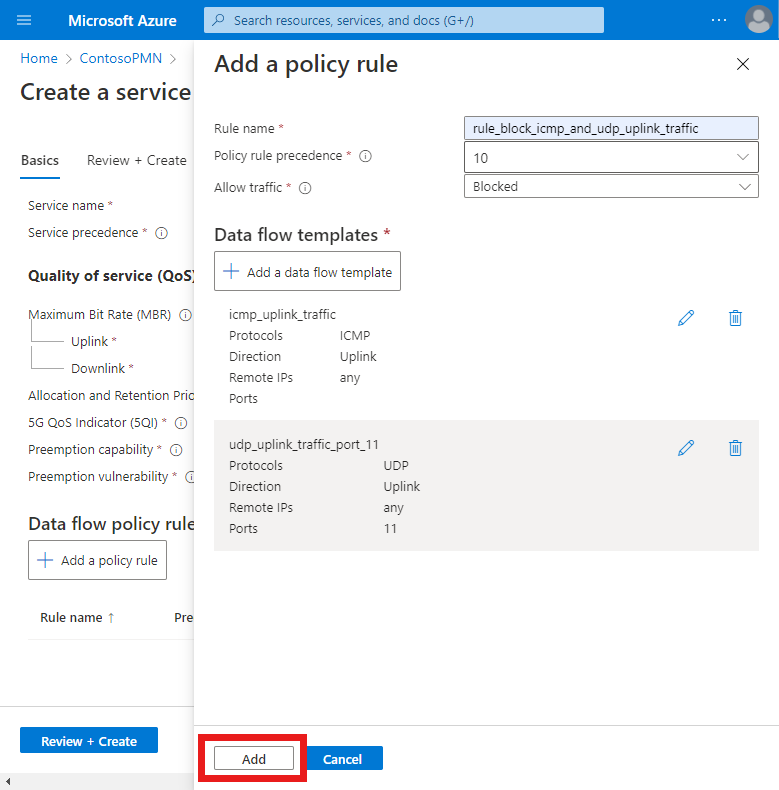 Microsoft Azure
Search resources, services, and docs (G+/)
Home > ContosoPMN >
Create a service
Basics
Review + Create
Service name *
Service precedence *
Quality of service (QoS)
Maximum Bit Rate (MBR)
Uplink *
Downlink *
Allocation and Retention Prio
5G QoS Indicator (5QI) *
Preemption capability *
Preemption vulnerability *
Data flow policy rule
+ Add a policy rule
Rule name ↑
Pre
Review + Create
Add a policy rule
Rule name *
rule_block_icmp_and_udp_uplink_traffic
Policy rule precedence *
10
Allow traffic *
Blocked
Data flow templates *
+ Add a data flow template
icmp_uplink_traffic
Protocols ICMP
Direction Uplink
Remote IPs any
Ports
udp_uplink_traffic_port_11
Protocols UDP
Direction Uplink
Remote IPs any
Ports 11
Add
Cancel